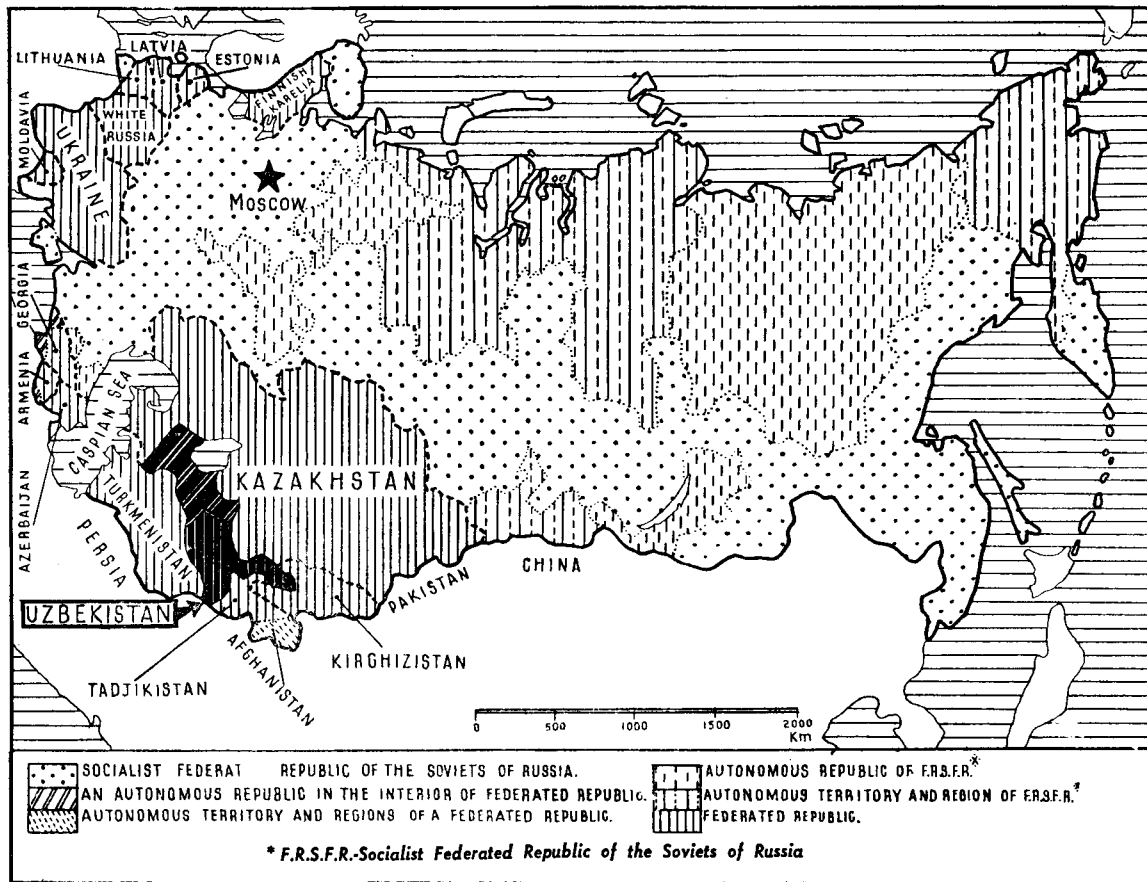 LATVIA
LITHUANIA
ESTONIA
FINNISH
KARELIA
MOLDAVIA
WHITE
RUSSIA
UKRAINE
MOSCOW
GEORGIA
ARMENIA
CASPIAN SEA
KAZAKHSTAN
AZERBAIJAN
TURKMENISTAN
PERSIA
CHINA
PAKISTAN
UZBEKISTAN
AFGHANISTAN
KIRGHIZISTAN
TADJIKISTAN
0 500 1000 1500 2000
Km
SOCIALIST FEDERAT REPUBLIC OF THE SOVIETS OF RUSSIA.
AN AUTONOMOUS REPUBLIC IN THE INTERIOR OF FEDERATED REPUBLIC.
AUTONOMOUS TERRITORY AND REGIONS OF A FEDERATED REPUBLIC.
AUTONOMOUS REPUBLIC OF F.R.S.F.R.*
AUTONOMOUS TERRITORY AND REGION OF F.R.S.F.R.*
FEDERATED REPUBLIC.
* F.R.S.F.R.-Socialist Federated Republic of the Soviets of Russia